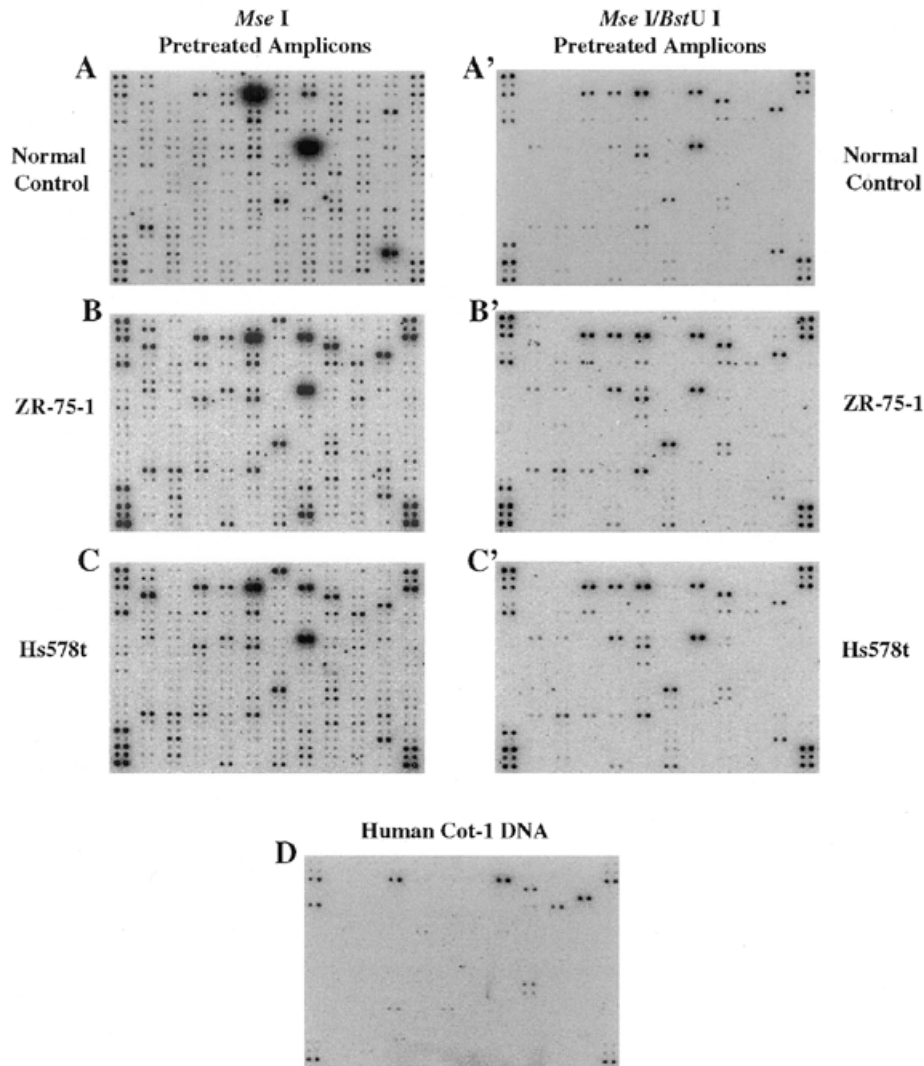 Mse I
Pretreated Amplicons
Mse I/BstU I
Pretreated Amplicons
A
A'
Normal
Control
Normal
Control
B
B'
ZR-75-1
ZR-75-1
C
C'
Hs578t
Hs578t
Human Cot-1 DNA
D